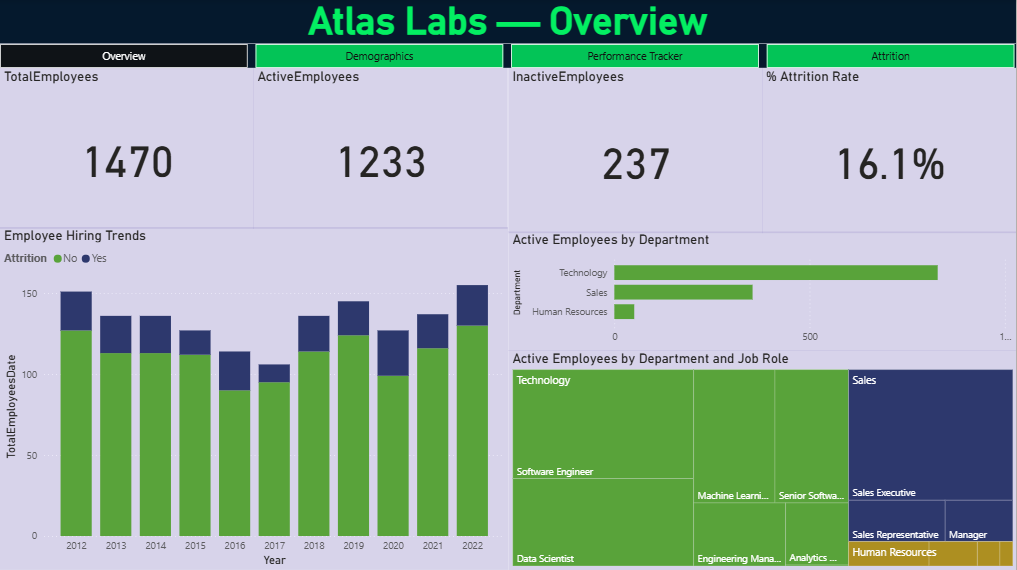 Atlas Labs — Overview
Overview
Demographics
Performance Tracker
Attrition
TotalEmployees
1470
ActiveEmployees
1233
InactiveEmployees
237
% Attrition Rate
16.1%
Employee Hiring Trends
Attrition No Yes
TotalEmployeesDate
150
100
50
0
2012 2013 2014 2015 2016 2017 2018 2019 2020 2021 2022
Year
Active Employees by Department
Department
Technology
Sales
Human Resources
0 500 1...
Active Employees by Department and Job Role
Technology
Software Engineer
Data Scientist
Machine Learni...
Senior Softwa...
Engineering Mana...
Analytics ...
Sales
Sales Executive
Sales Representative
Manager
Human Resources